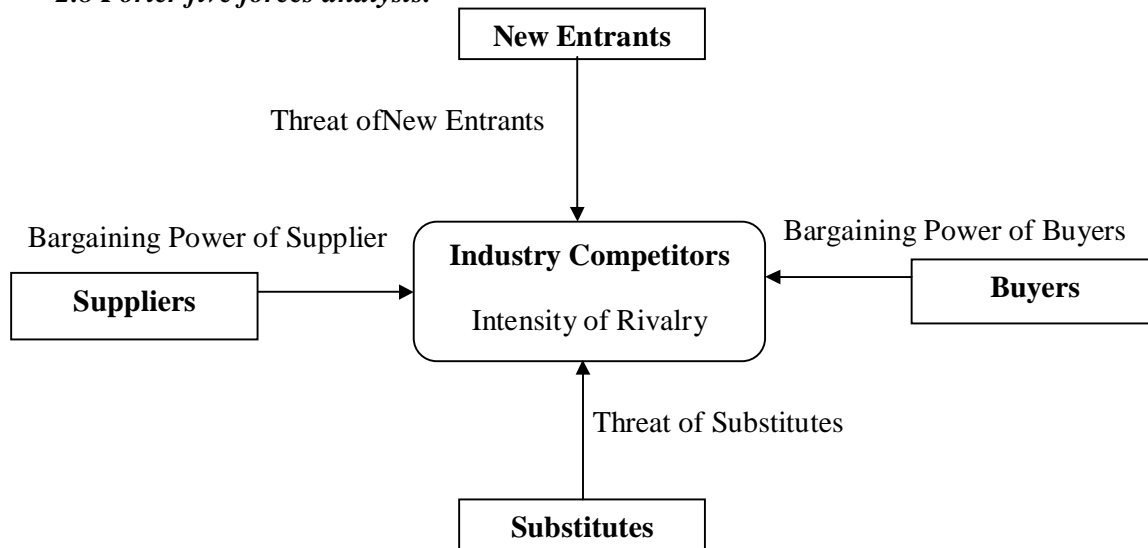 2.8 Porter five forces analysis:
New Entrants
Threat ofNew Entrants
Bargaining Power of Supplier
Bargaining Power of Buyers
Industry Competitors
Suppliers
Buyers
Intensity of Rivalry
Threat of Substitutes
Substitutes